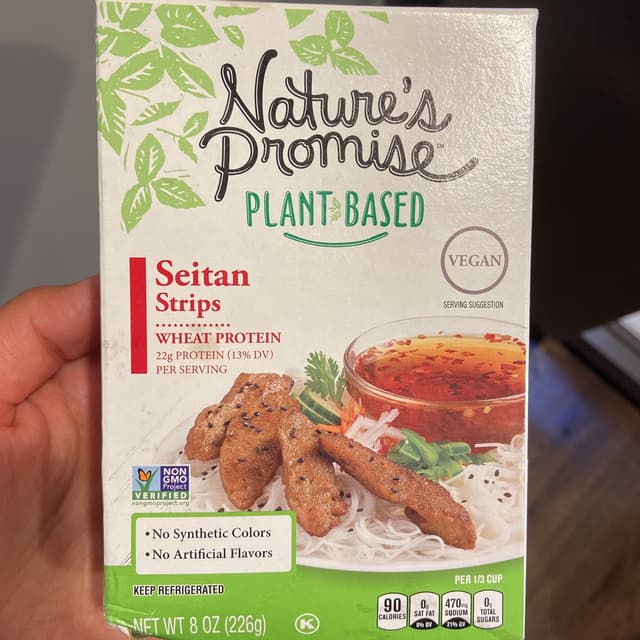 Nature's
Promise™
PLANT BASED
VEGAN
SERVING SUGGESTION
Seitan
Strips
WHEAT PROTEIN
22g PROTEIN (13% DV)
PER SERVING
NON
GMO
Project
VERIFIED
nongmoproject.org
• No Synthetic Colors
• No Artificial Flavors
KEEP REFRIGERATED
NET WT 8 OZ (226g)
K
PER 1/3 CUP
90
CALORIES
0g
SAT FAT
0% DV
470mg
SODIUM
21% DV
0g
TOTAL
SUGARS